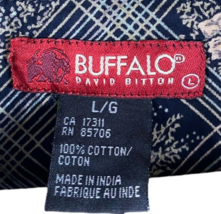 BUFFALO
DAVID BITTON
L
L/G
CA 17311
RN 85706
100% COTTON/
COTON
MADE IN INDIA
FABRIQUE AU INDE